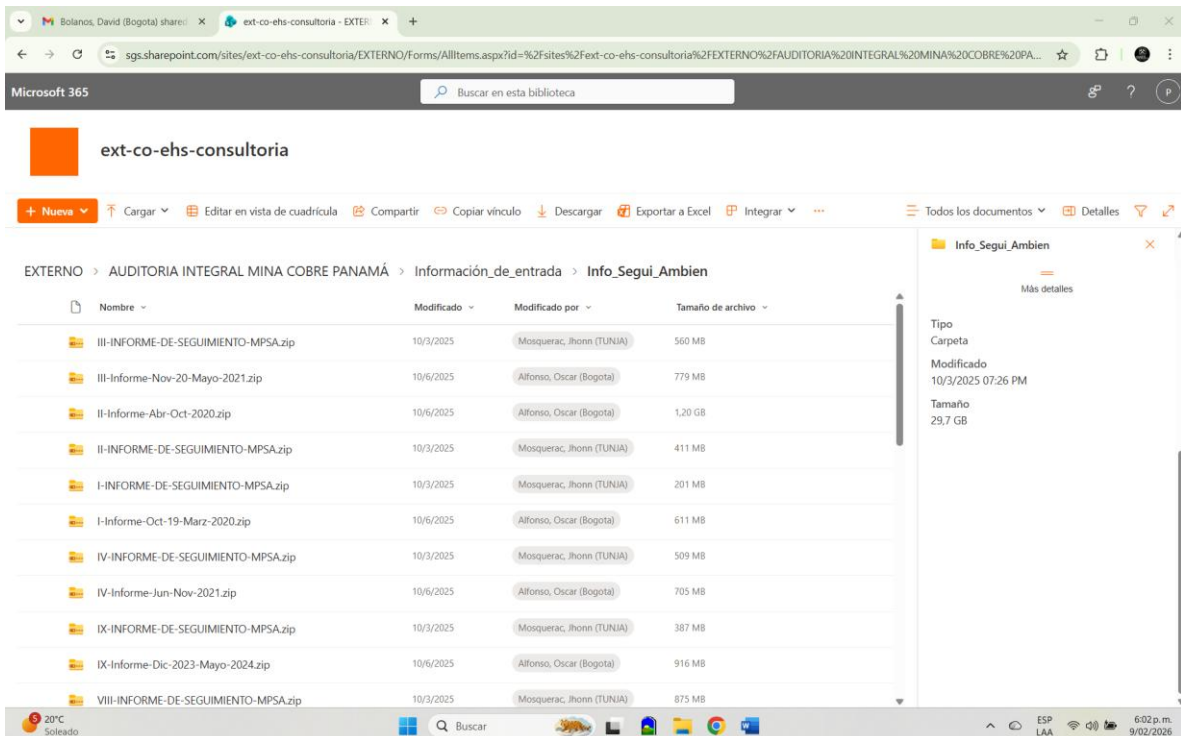 Bolanos, David (Bogota) shared
ext-co-ehs-consultoria - EXTER
sgs.sharepoint.com/sites/ext-co-ehs-consultoria/EXTERNO/Forms/AllItems.aspx?id=%2Fsites%2Fext-co-ehs-consultoria%2FEXTERNO%2FAUDITORIA%20INTEGRAL%20MINA%20COBRE%20PA...
Microsoft 365 Buscar en esta biblioteca ? P
ext-co-ehs-consultoria
+ Nueva Cargar Editar en vista de cuadrícula Compartir Copiar vínculo Descargar Exportar a Excel Integrar ... Todos los documentos Detalles
EXTERNO > AUDITORIA INTEGRAL MINA COBRE PANAMÁ > Información_de_entrada > Info_Segui_Ambien
Nombre Modificado Modificado por Tamaño de archivo
III-INFORME-DE-SEGUIMIENTO-MPSA.zip 10/3/2025 Mosquerac, Jhonn (TUNJA) 560 MB
III-Informe-Nov-20-Mayo-2021.zip 10/6/2025 Alfonso, Oscar (Bogota) 779 MB
II-Informe-Abr-Oct-2020.zip 10/6/2025 Alfonso, Oscar (Bogota) 1,20 GB
II-INFORME-DE-SEGUIMIENTO-MPSA.zip 10/3/2025 Mosquerac, Jhonn (TUNJA) 411 MB
I-INFORME-DE-SEGUIMIENTO-MPSA.zip 10/3/2025 Mosquerac, Jhonn (TUNJA) 201 MB
I-Informe-Oct-19-Marz-2020.zip 10/6/2025 Alfonso, Oscar (Bogota) 611 MB
IV-INFORME-DE-SEGUIMIENTO-MPSA.zip 10/3/2025 Mosquerac, Jhonn (TUNJA) 509 MB
IV-Informe-Jun-Nov-2021.zip 10/6/2025 Alfonso, Oscar (Bogota) 705 MB
IX-INFORME-DE-SEGUIMIENTO-MPSA.zip 10/3/2025 Mosquerac, Jhonn (TUNJA) 387 MB
IX-Informe-Dic-2023-Mayo-2024.zip 10/6/2025 Alfonso, Oscar (Bogota) 916 MB
VIII-INFORME-DE-SEGUIMIENTO-MPSA.zip 10/3/2025 Mosquerac, Jhonn (TUNJA) 875 MB
Info_Segui_Ambien
Más detalles
Tipo
Carpeta
Modificado
10/3/2025 07:26 PM
Tamaño
29,7 GB
5 20°C
Soleado
Buscar
ESP
LAA
6:02 p. m.
9/02/2026